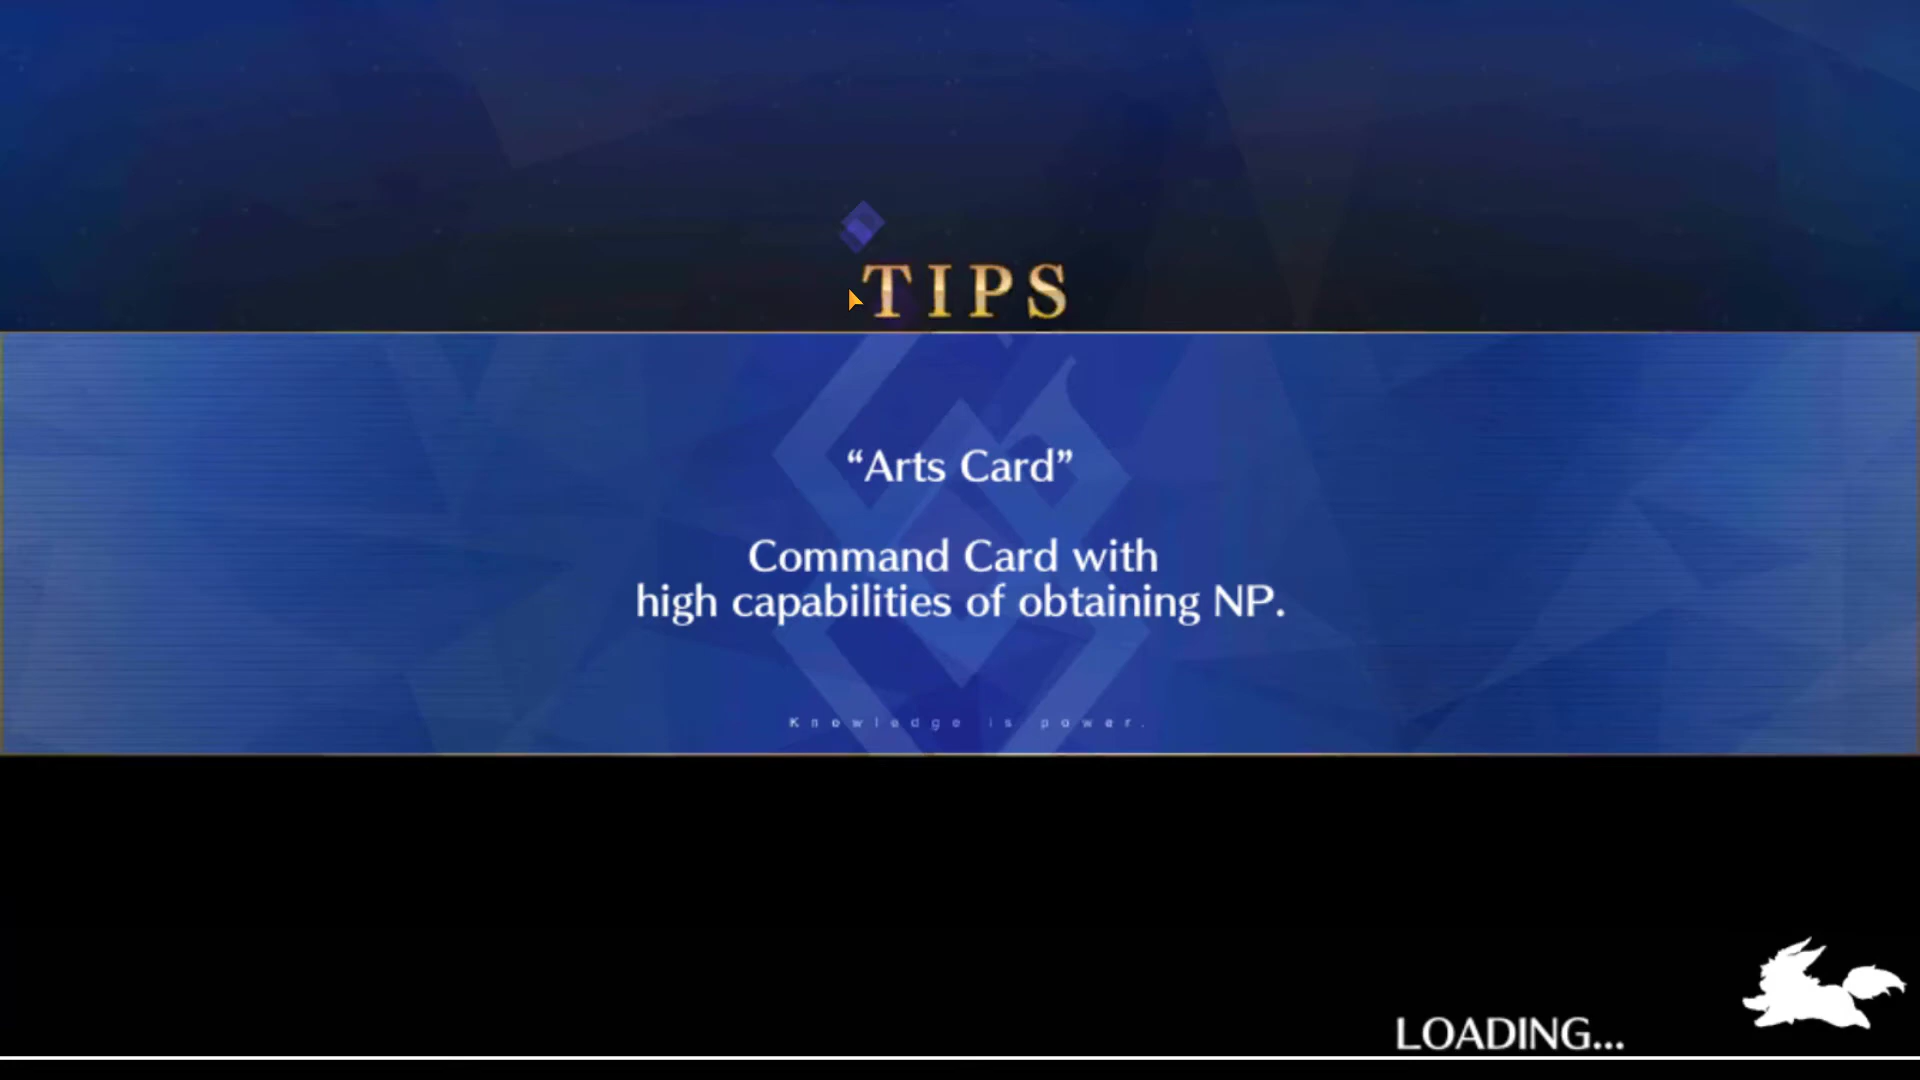 TIPS
“Arts Card”
Command Card with
high capabilities of obtaining NP.
Knowledge is power.
LOADING...